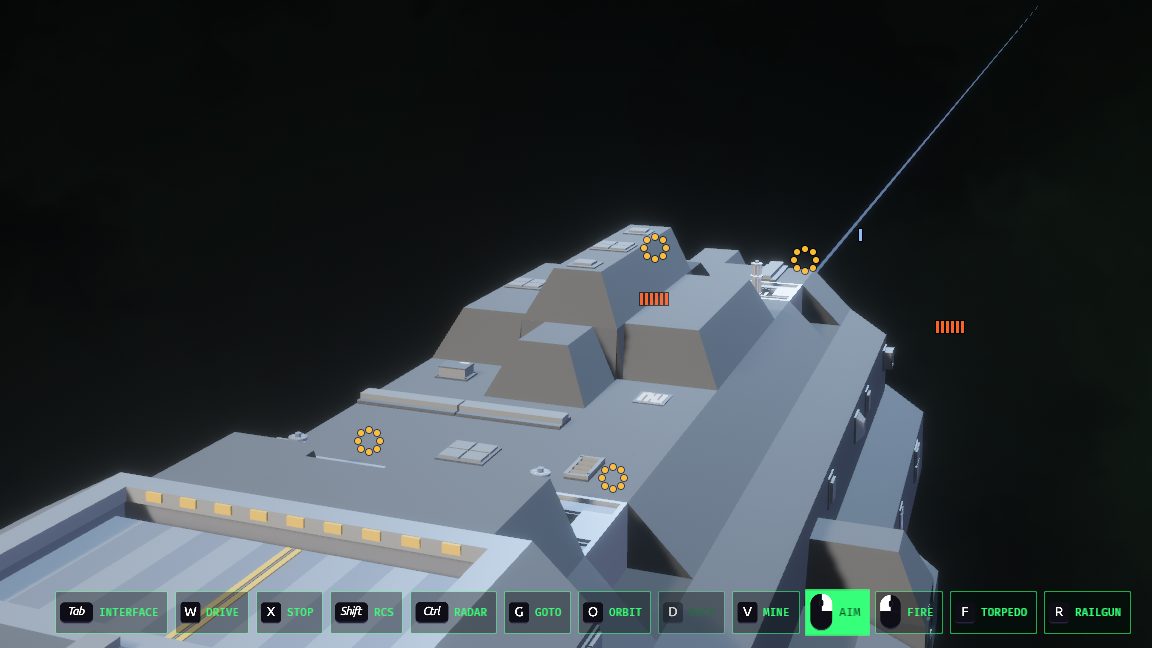 Tab INTERFACE
W DRIVE
X STOP
Shift RCS
Ctrl RADAR
G GOTO
O ORBIT
D
V MINE
AIM
FIRE
F TORPEDO
R RAILGUN